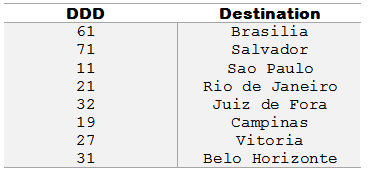 DDD Destination
61 Brasilia
71 Salvador
11 Sao Paulo
21 Rio de Janeiro
32 Juiz de Fora
19 Campinas
27 Vitoria
31 Belo Horizonte